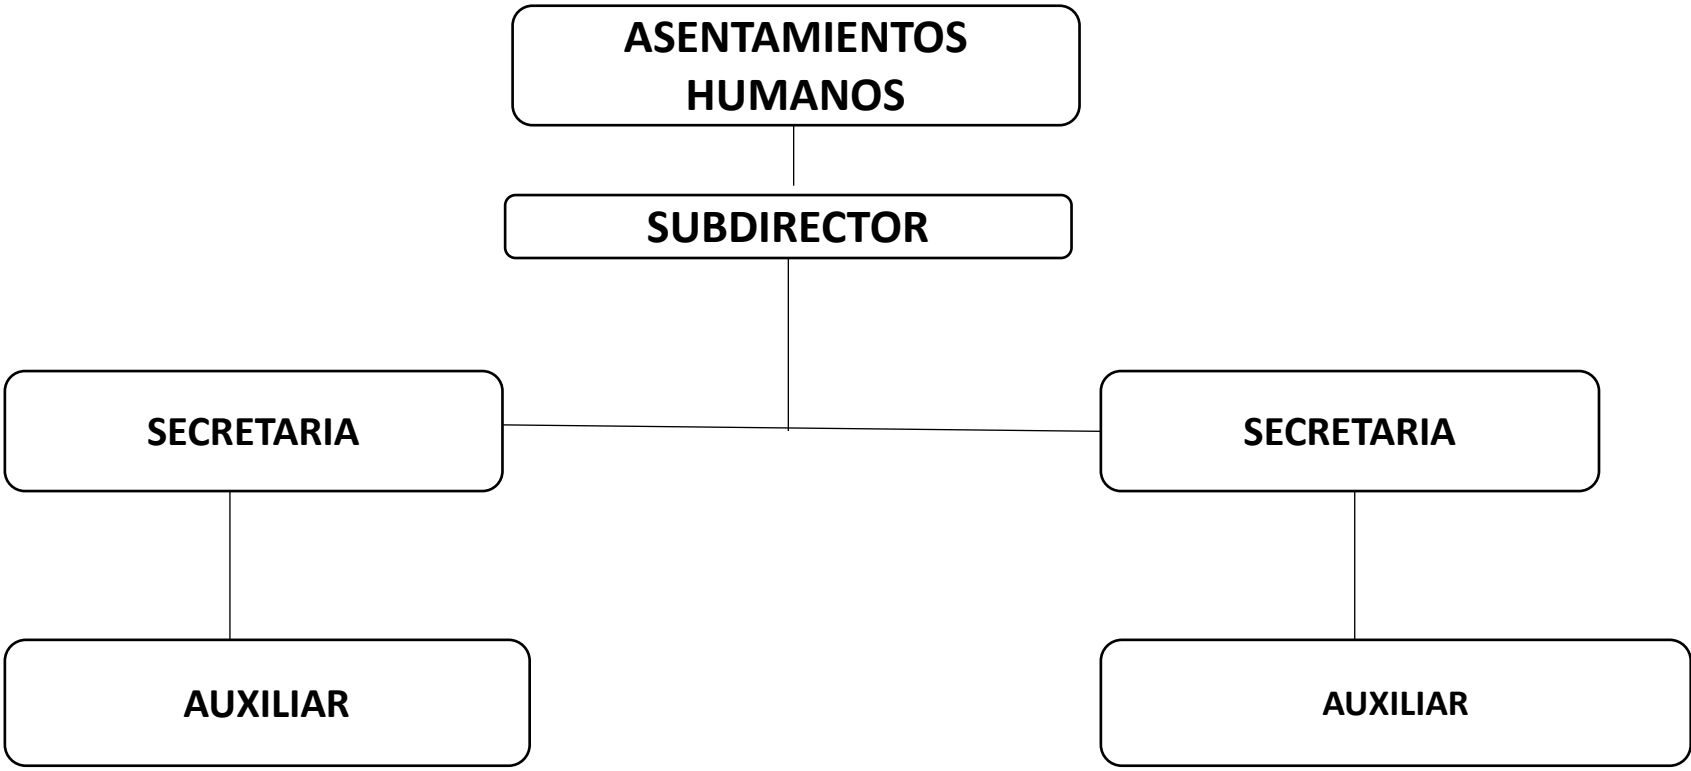 ASENTAMIENTOS
HUMANOS
SUBDIRECTOR
SECRETARIA
SECRETARIA
AUXILIAR
AUXILIAR